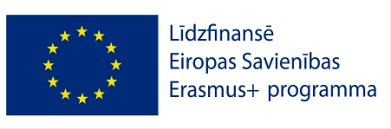 Līdzfinansē
Eiropas Savienības
Erasmus+ programma